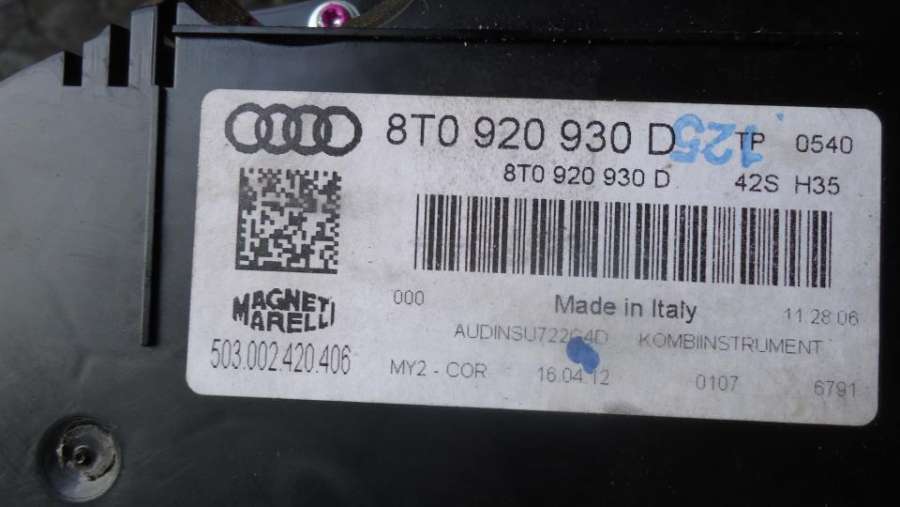 8T0 920 930 D 125 TP 0540
8T0 920 930 D 42S H35
MAGNETI
MARELLI
503.002.420.406
000 Made in Italy 11:28:06
KOMBIINSTRUMENT
MY2 - COR 16.04.12 0107 6791